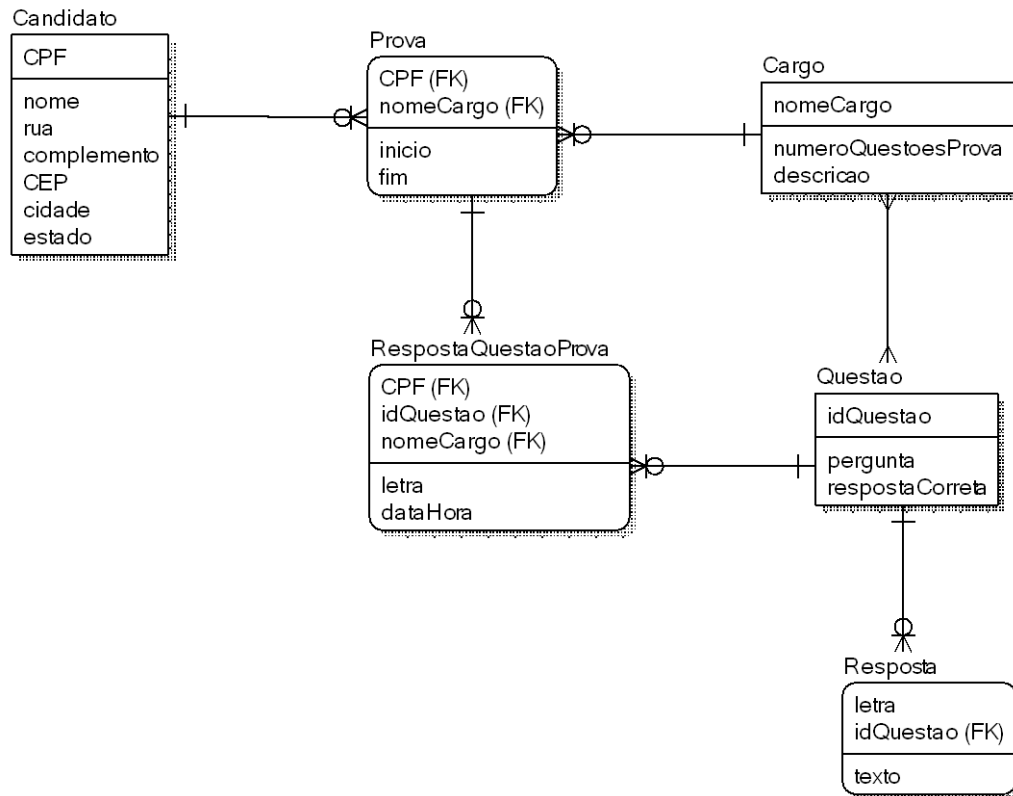 Candidato
CPF
nome
rua
complemento
CEP
cidade
estado
Prova
CPF (FK)
nomeCargo (FK)
inicio
fim
Cargo
nomeCargo
numeroQuestoesProva
descricao
RespostaQuestaoProva
CPF (FK)
idQuestao (FK)
nomeCargo (FK)
letra
dataHora
Questao
idQuestao
pergunta
respostaCorreta
Resposta
letra
idQuestao (FK)
texto